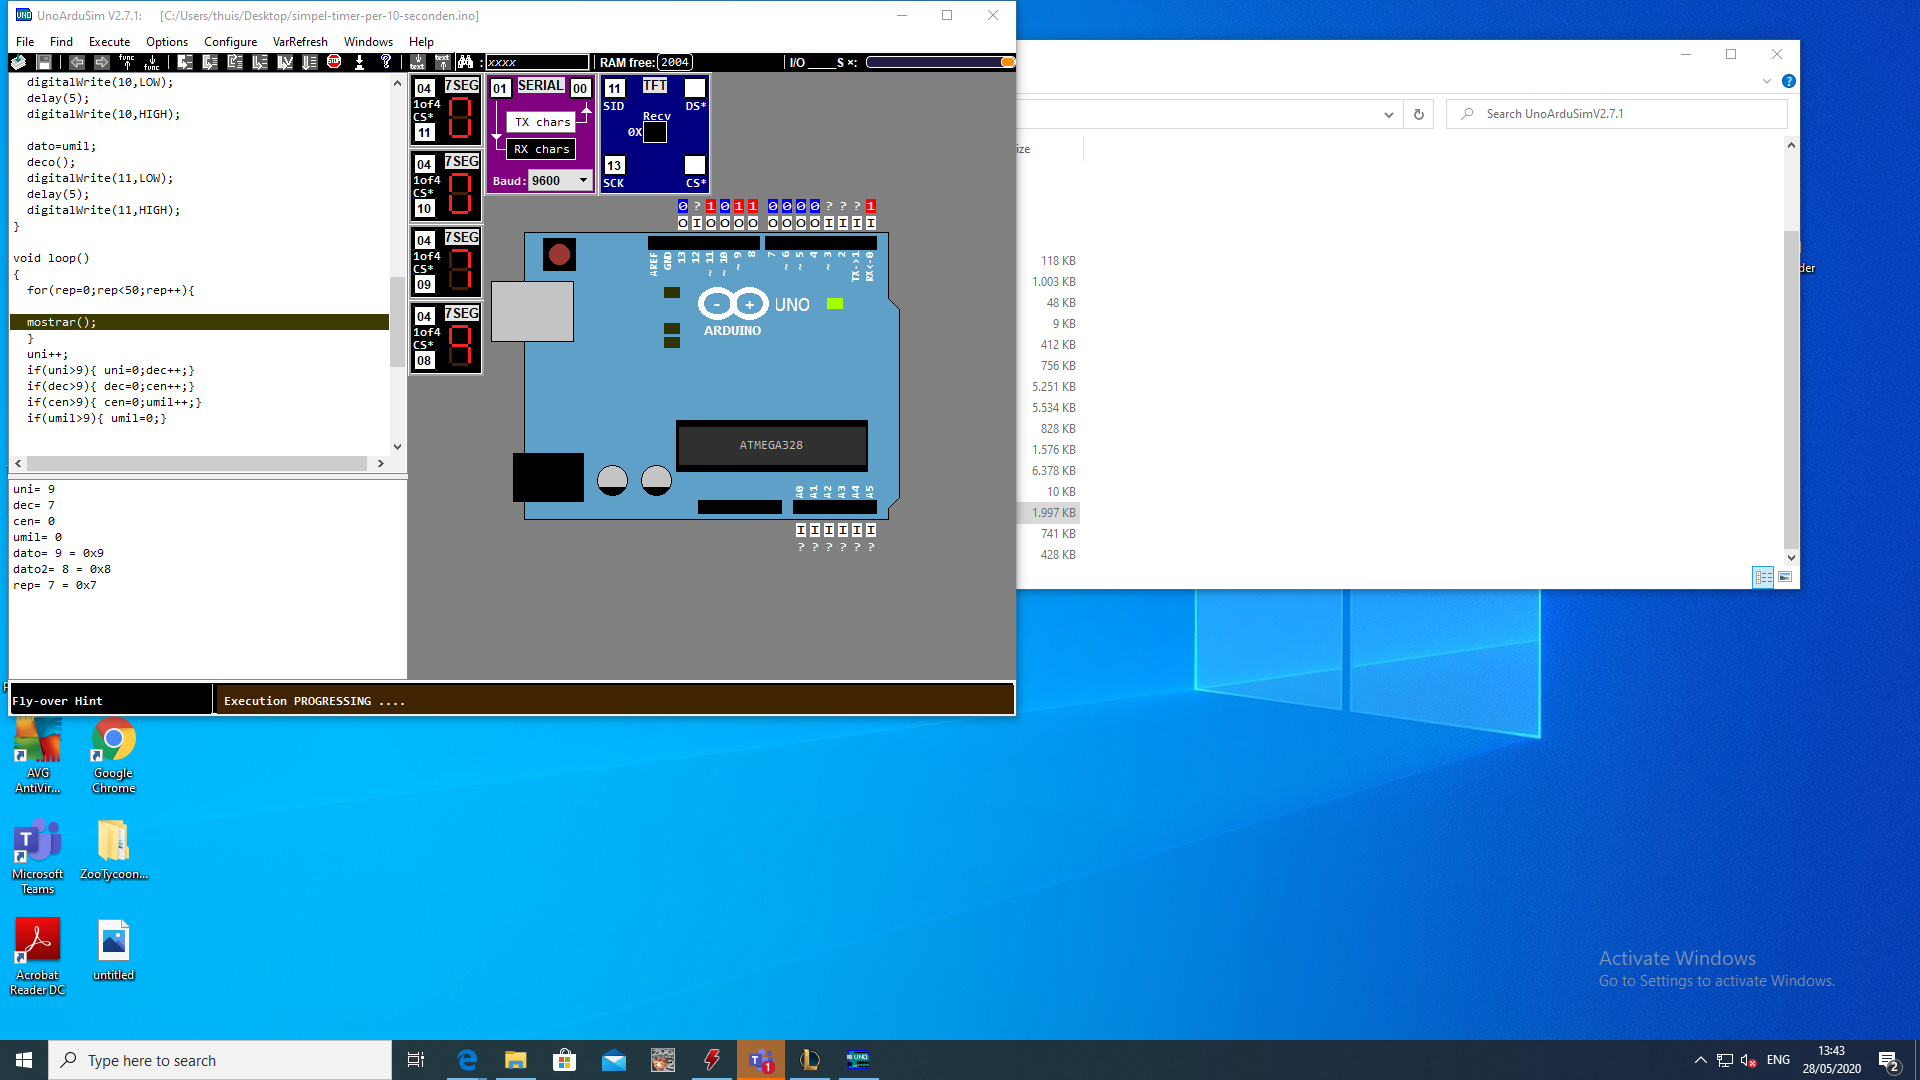 UnoArduSim V2.7.1: [C:/Users/thuis/Desktop/simpel-timer-per-10-seconden.ino]
File Find Execute Options Configure VarRefresh Windows Help
func func STOP ? text text : xxxx RAM free: 2004 I/O ____S ×:
digitalWrite(10,LOW);
delay(5);
digitalWrite(10,HIGH);
dato=umil;
deco();
digitalWrite(11,LOW);
delay(5);
digitalWrite(11,HIGH);
}
void loop()
{
for(rep=0;rep<50;rep++){
mostrar();
}
uni++;
if(uni>9){ uni=0;dec++;}
if(dec>9){ dec=0;cen++;}
if(cen>9){ cen=0;umil++;}
if(umil>9){ umil=0;}
uni= 9
dec= 7
cen= 0
umil= 0
dato= 9 = 0x9
dato2= 8 = 0x8
rep= 7 = 0x7
Fly-over Hint
Execution PROGRESSING ....
04 7SEG
1of4
CS*
11
04 7SEG
1of4
CS*
10
04 7SEG
1of4
CS*
09
04 7SEG
1of4
CS*
08
01 SERIAL 00
TX chars
RX chars
Baud: 9600
11 TFT
SID DS*
Recv
0X
13
SCK CS*
0 ? 1 0 1 1 0 0 0 0 ? ? ? 1
O I O O O O O O O O I I I I
AREF GND 13 12 ~ 11 ~ 10 ~ 9 8 7 ~ 6 ~ 5 4 ~ 3 2 TX->1 RX<-0
- + UNO
ARDUINO
ATMEGA328
A0 A1 A2 A3 A4 A5
I I I I I I
? ? ? ? ? ?
Search UnoArduSimV2.7.1
ize
118 KB
1.003 KB
48 KB
9 KB
412 KB
756 KB
5.251 KB
5.534 KB
828 KB
1.576 KB
6.378 KB
10 KB
1.997 KB
741 KB
428 KB
der
AVG
AntiVir...
Google
Chrome
Microsoft
Teams
ZooTycoon...
Acrobat
Reader DC
untitled
Activate Windows
Go to Settings to activate Windows.
Type here to search
1
ENG
13:43
28/05/2020
2